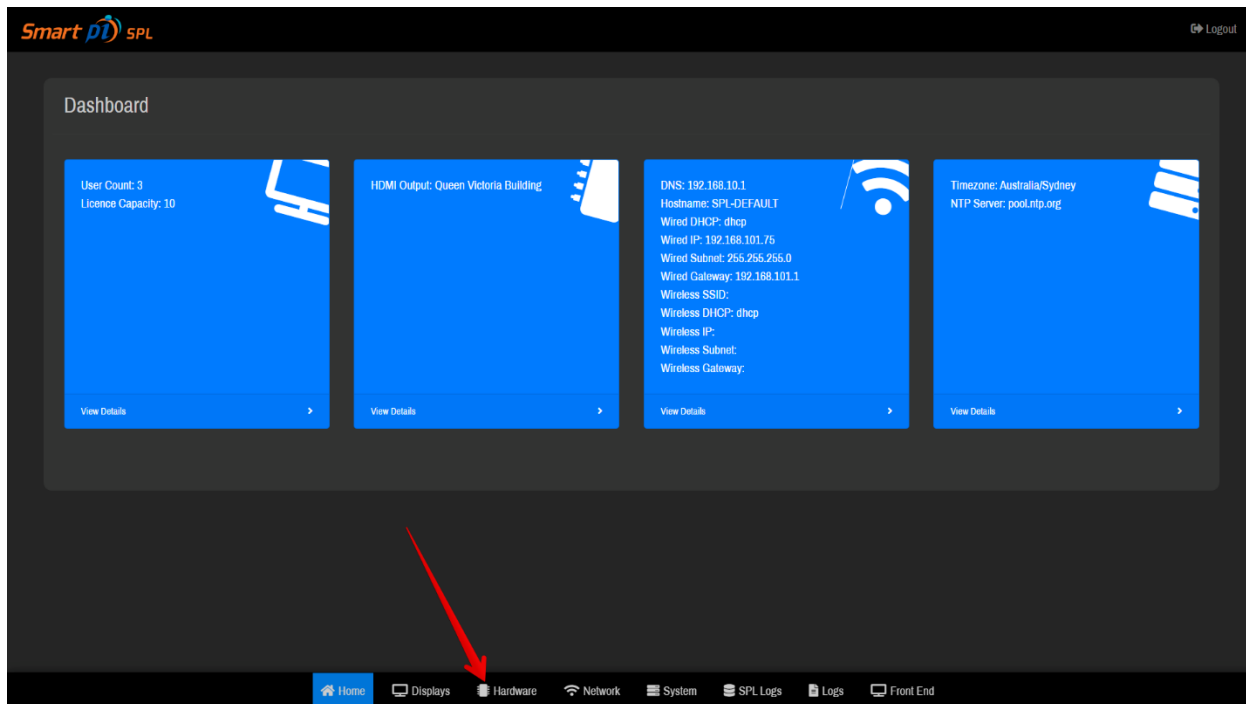 Smart pi SPL
Logout
Dashboard
User Count: 3
Licence Capacity: 10
View Details
HDMI Output: Queen Victoria Building
View Details
DNS: 192.168.10.1
Hostname: SPL-DEFAULT
Wired DHCP: dhcp
Wired IP: 192.168.101.75
Wired Subnet: 255.255.255.0
Wired Gateway: 192.168.101.1
Wireless SSID:
Wireless DHCP: dhcp
Wireless IP:
Wireless Subnet:
Wireless Gateway:
View Details
Timezone: Australia/Sydney
NTP Server: pool.ntp.org
View Details
Home Displays Hardware Network System SPL Logs Logs Front End